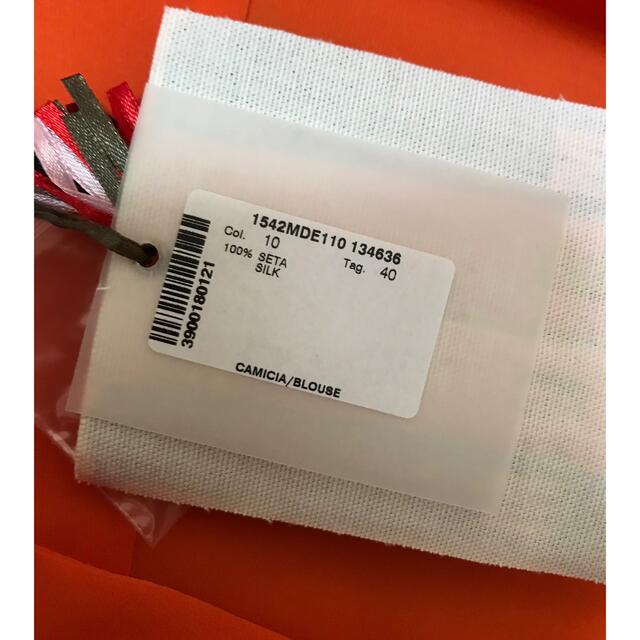 1542MDE110 134636
Col. 10
100% SETA Tag. 40
SILK
3900180121
CAMICIA/BLOUSE